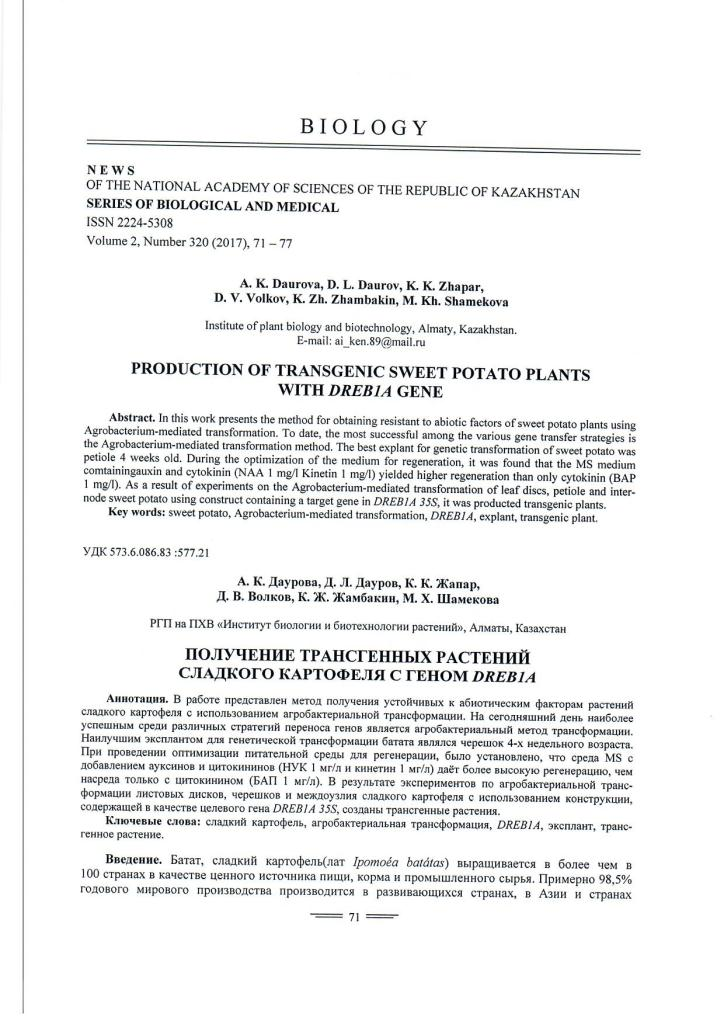 BIOLOGY
NEWS
OF THE NATIONAL ACADEMY OF SCIENCES OF THE REPUBLIC OF KAZAKHSTAN
SERIES OF BIOLOGICAL AND MEDICAL
ISSN 2224-5308
Volume 2, Number 320 (2017), 71 – 77
A. K. Daurova, D. L. Daurov, K. K. Zhapar,
D. V. Volkov, K. Zh. Zhambakin, M. Kh. Shamekova
Institute of plant biology and biotechnology, Almaty, Kazakhstan.
E-mail: ai_ken.89@mail.ru
PRODUCTION OF TRANSGENIC SWEET POTATO PLANTS
WITH DREB1A GENE
Abstract. In this work presents the method for obtaining resistant to abiotic factors of sweet potato plants using
Agrobacterium-mediated transformation. To date, the most successful among the various gene transfer strategies is
the Agrobacterium-mediated transformation method. The best explant for genetic transformation of sweet potato was
petiole 4 weeks old. During the optimization of the medium for regeneration, it was found that the MS medium
comtainingauxin and cytokinin (NAA 1 mg/l Kinetin 1 mg/l) yielded higher regeneration than only cytokinin (BAP
1 mg/l). As a result of experiments on the Agrobacterium-mediated transformation of leaf discs, petiole and inter-
node sweet potato using construct containing a target gene in DREB1A 35S, it was producted transgenic plants.
Key words: sweet potato, Agrobacterium-mediated transformation, DREB1A, explant, transgenic plant.
УДК 573.6.086.83 :577.21
А. К. Даурова, Д. Л. Дауров, К. К. Жапар,
Д. В. Волков, К. Ж. Жамбакин, М. Х. Шамекова
РГП на ПХВ «Институт биологии и биотехнологии растений», Алматы, Казахстан
ПОЛУЧЕНИЕ ТРАНСГЕННЫХ РАСТЕНИЙ
СЛАДКОГО КАРТОФЕЛЯ С ГЕНОМ DREB1A
Аннотация. В работе представлен метод получения устойчивых к абиотическим факторам растений
сладкого картофеля с использованием агробактериальной трансформации. На сегодняшний день наиболее
успешным среди различных стратегий переноса генов является агробактериальный метод трансформации.
Наилучшим эксплантом для генетической трансформации батата являлся черешок 4-х недельного возраста.
При проведении оптимизации питательной среды для регенерации, было установлено, что среда MS с
добавлением ауксинов и цитокининов (НУК 1 мг/л и кинетин 1 мг/л) даёт более высокую регенерацию, чем
насреда только с цитокинином (БАП 1 мг/л). В результате экспериментов по агробактериальной транс-
формации листовых дисков, черешков и междоузлия сладкого картофеля с использованием конструкции,
содержащей в качестве целевого гена DREB1A 35S, созданы трансгенные растения.
Ключевые слова: сладкий картофель, агробактериальная трансформация, DREB1A, эксплант, транс-
генное растение.
Введение. Батат, сладкий картофель(лат Ipomoéa batátas) выращивается в более чем в
100 странах в качестве ценного источника пищи, корма и промышленного сырья. Примерно 98,5%
годового мирового производства производится в развивающихся странах, в Азии и странах
71